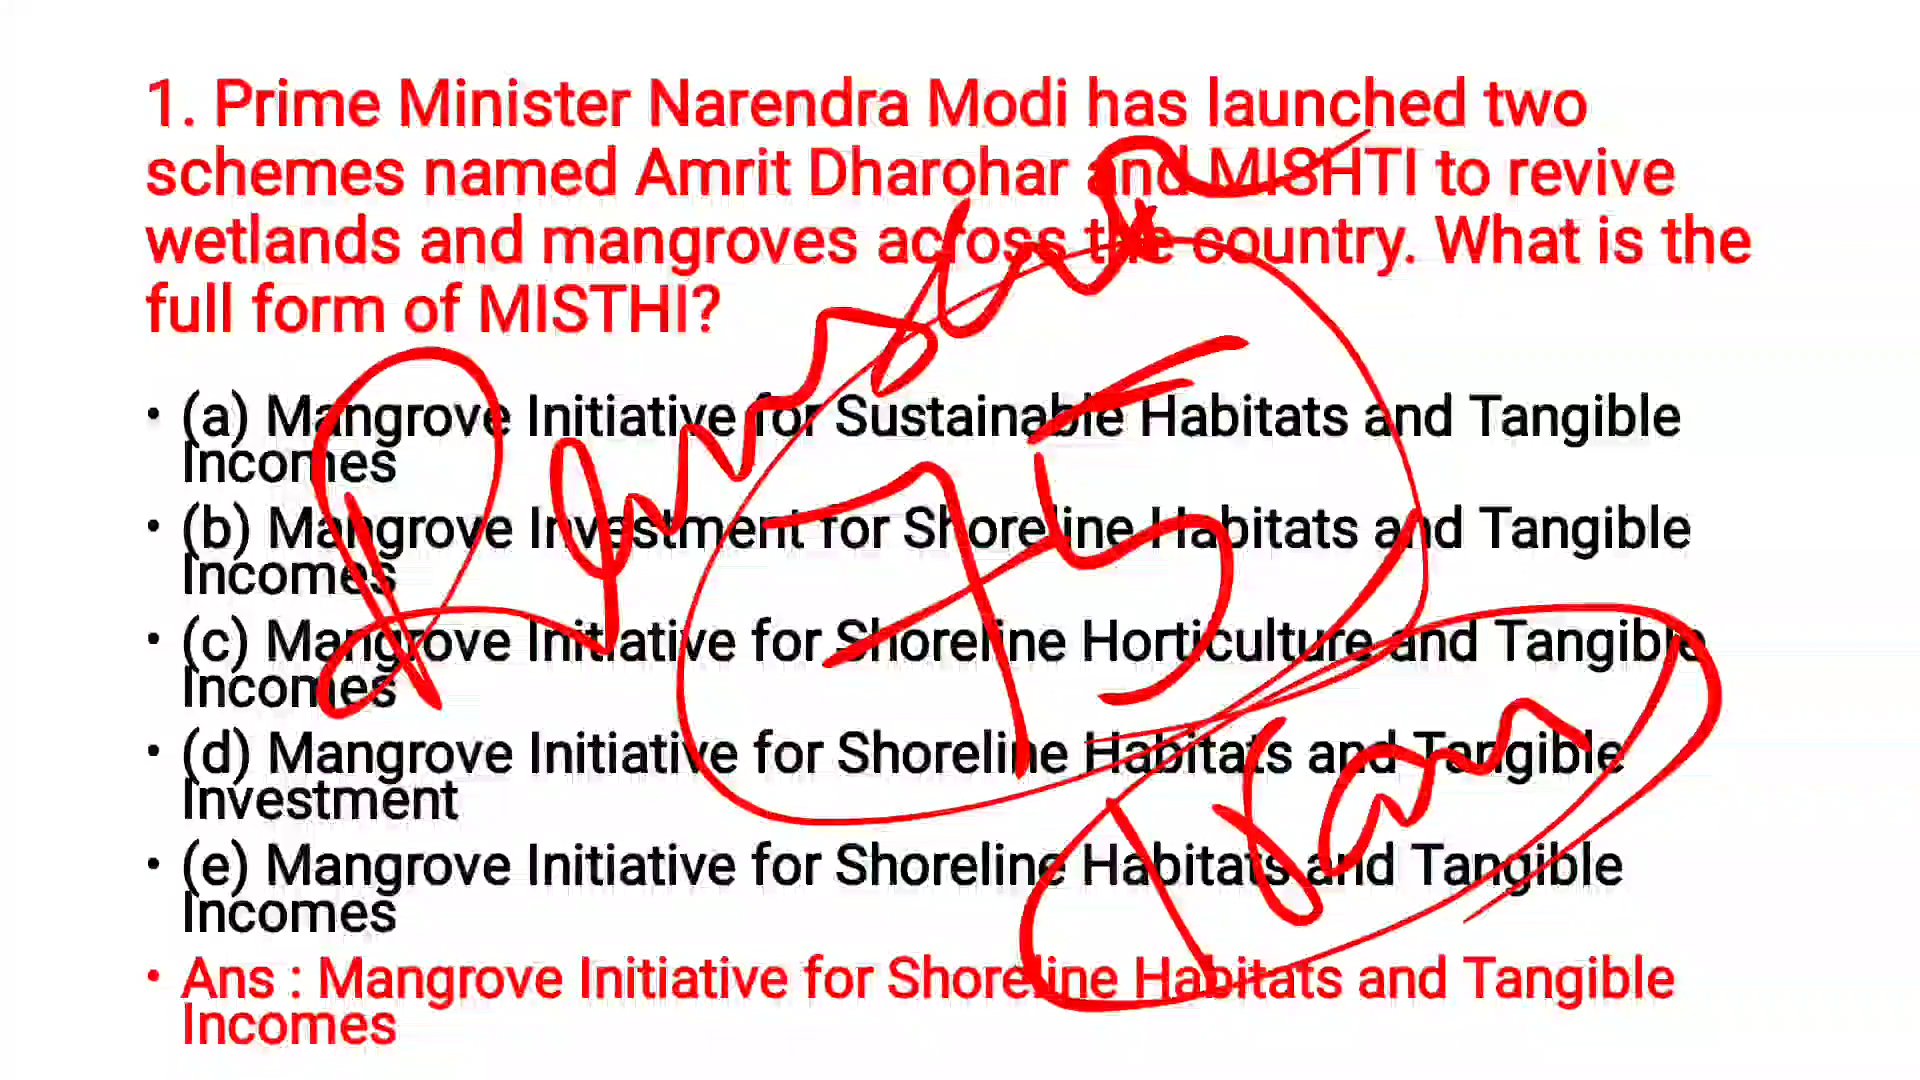 1. Prime Minister Narendra Modi has launched two
schemes named Amrit Dharohar and MISHTI to revive
wetlands and mangroves across the country. What is the
full form of MISTHI?
• (a) Mangrove Initiative for Sustainable Habitats and Tangible
Incomes
• (b) Mangrove Investment for Shoreline Habitats and Tangible
Incomes
• (c) Mangrove Initiative for Shoreline Horticulture and Tangible
Incomes
• (d) Mangrove Initiative for Shoreline Habitats and Tangible
Investment
• (e) Mangrove Initiative for Shoreline Habitats and Tangible
Incomes
• Ans : Mangrove Initiative for Shoreline Habitats and Tangible
Incomes
75
Iran